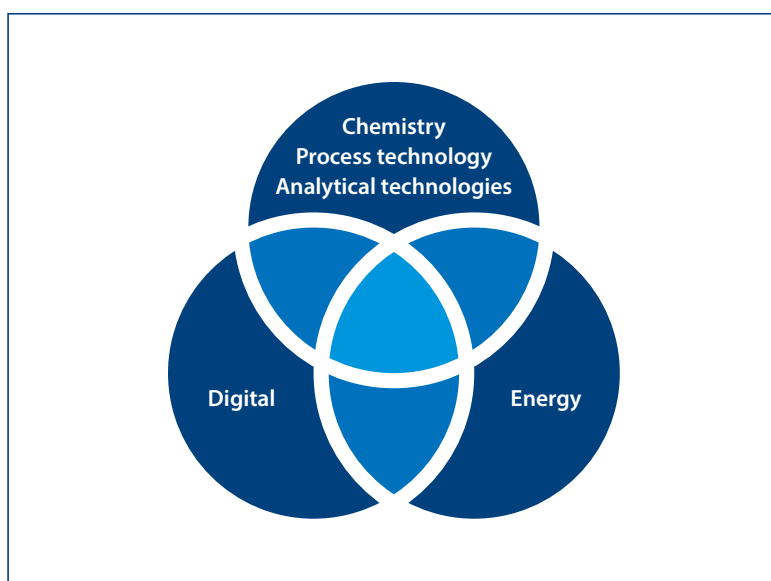 Chemistry
Process technology
Analytical technologies
Digital
Energy